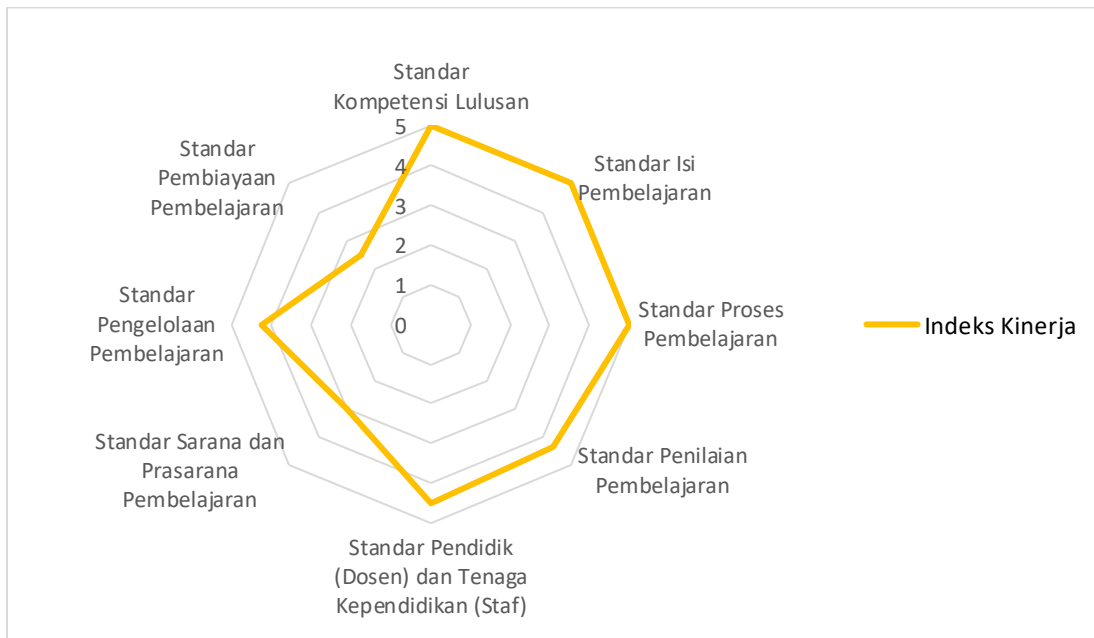 Standar
Kompetensi Lulusan
Standar Isi
Pembelajaran
Standar Proses
Pembelajaran
Standar Penilaian
Pembelajaran
Standar Pendidik
(Dosen) dan Tenaga
Kependidikan (Staf)
Standar Sarana dan
Prasarana
Pembelajaran
Standar
Pengelolaan
Pembelajaran
Standar
Pembiayaan
Pembelajaran
5
4
3
2
1
0
Indeks Kinerja